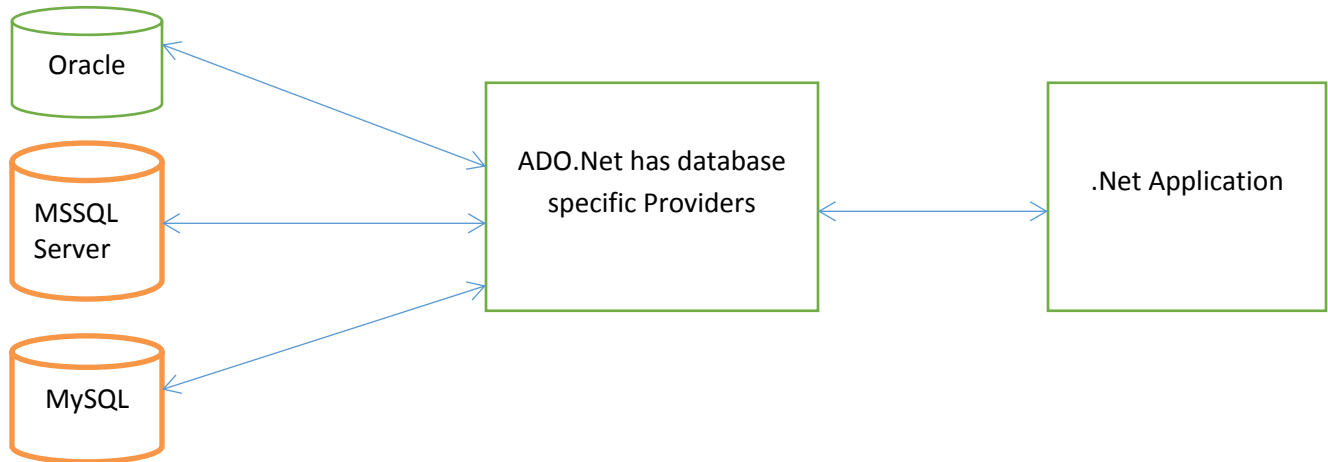 Oracle
MSSQL
Server
MySQL
ADO.Net has database
specific Providers
.Net Application